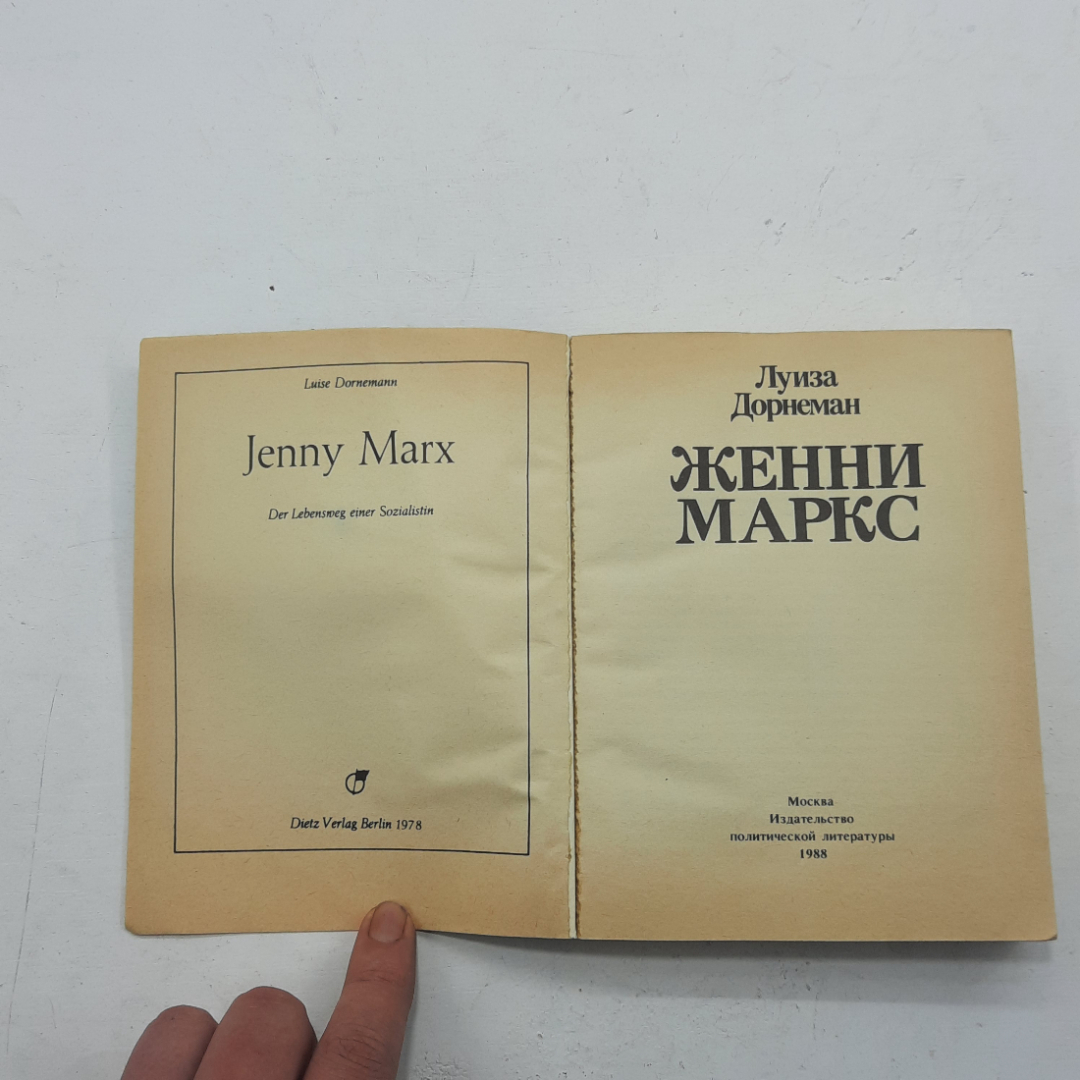 Luise Dornemann
Jenny Marx
Der Lebensweg einer Sozialistin
Dietz Verlag Berlin 1978
Луиза
Дорнеман
ЖЕННИ
МАРКС
Москва
Издательство
политической литературы
1988